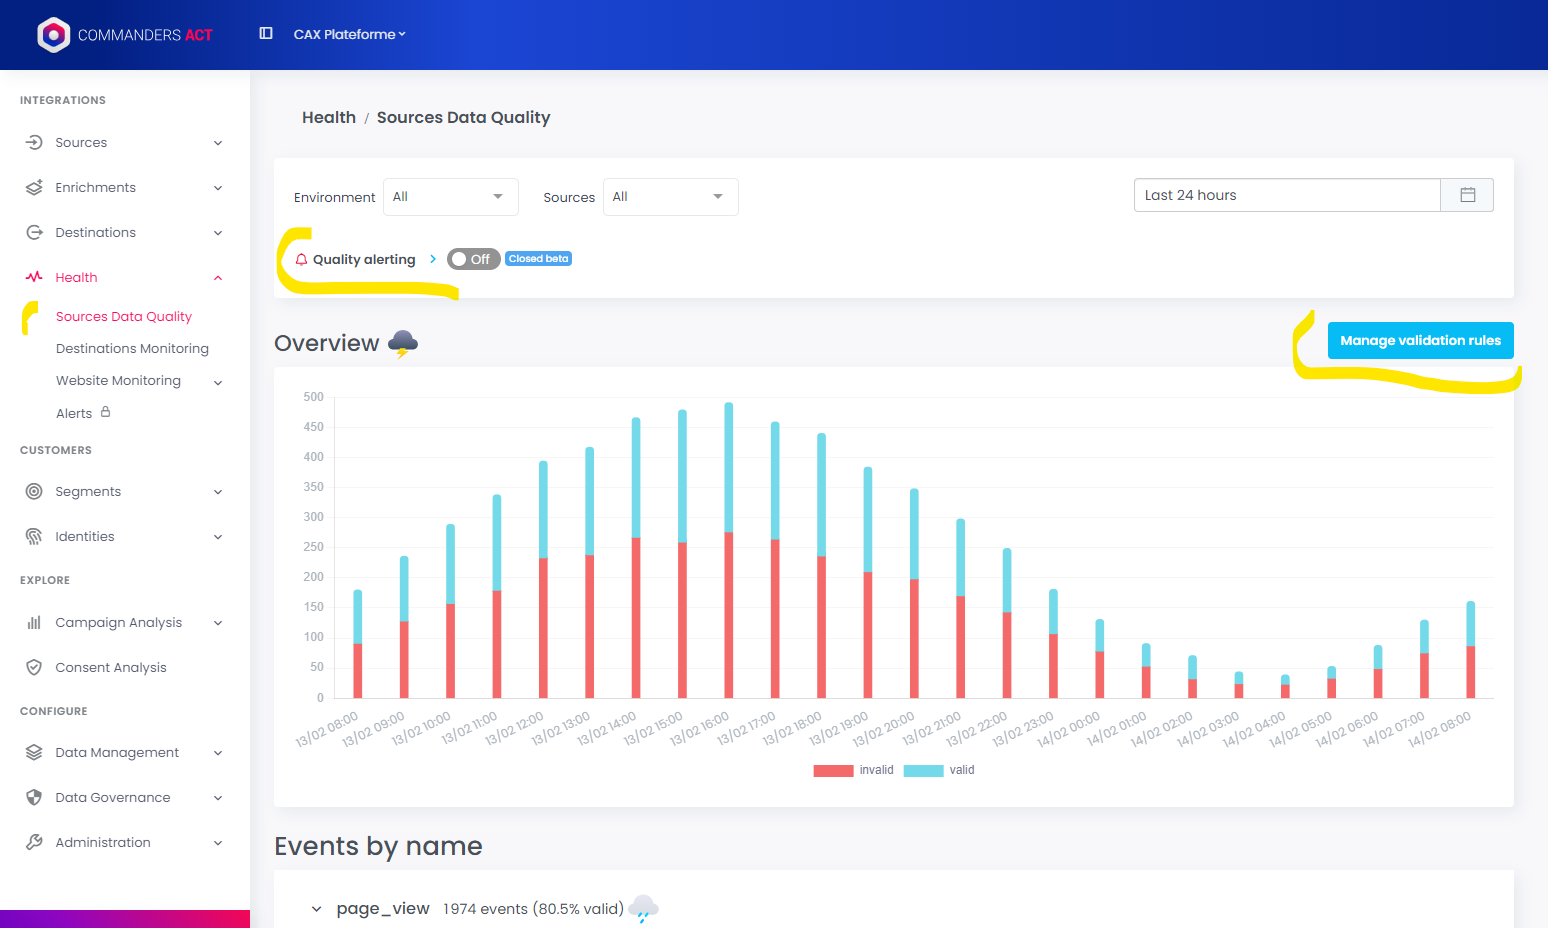 COMMANDERS ACT
CAX Plateforme
INTEGRATIONS
Sources
Enrichments
Destinations
Health
Sources Data Quality
Destinations Monitoring
Website Monitoring
Alerts
CUSTOMERS
Segments
Identities
EXPLORE
Campaign Analysis
Consent Analysis
CONFIGURE
Data Management
Data Governance
Administration
Health / Sources Data Quality
Environment All Sources All Last 24 hours
Quality alerting > Off Closed beta
Overview
Manage validation rules
500
450
400
350
300
250
200
150
100
50
0
13/02 08:00
13/02 09:00
13/02 10:00
13/02 11:00
13/02 12:00
13/02 13:00
13/02 14:00
13/02 15:00
13/02 16:00
13/02 17:00
13/02 18:00
13/02 19:00
13/02 20:00
13/02 21:00
13/02 22:00
13/02 23:00
14/02 00:00
14/02 01:00
14/02 02:00
14/02 03:00
14/02 04:00
14/02 05:00
14/02 06:00
14/02 07:00
14/02 08:00
invalid valid
Events by name
page_view 1 974 events (80.5% valid)